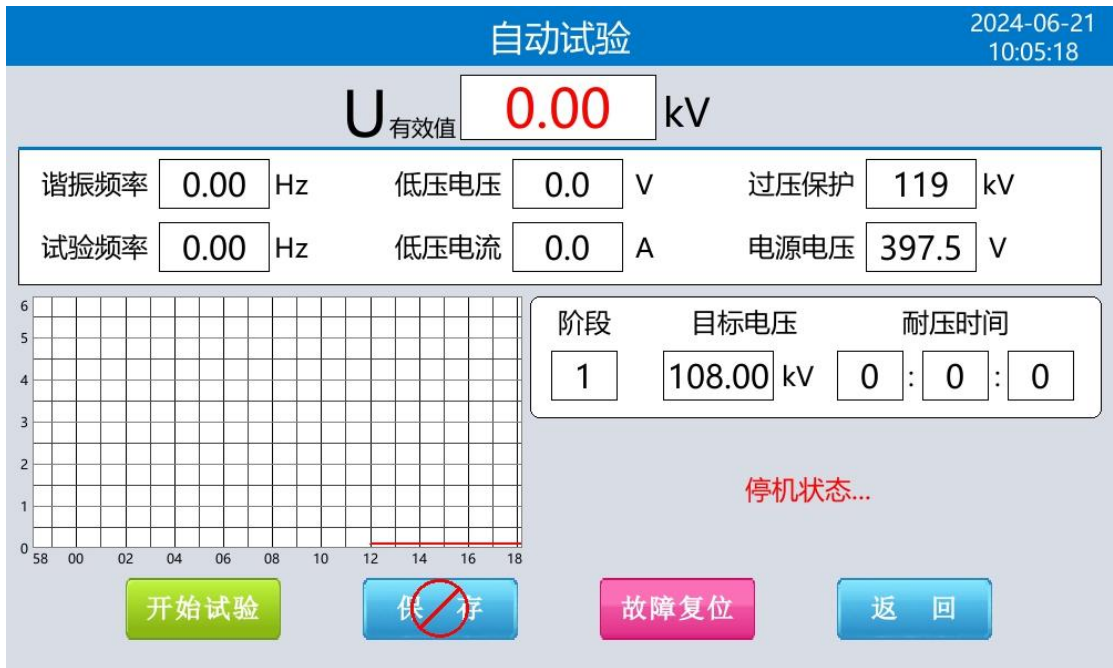 自动试验
2024-06-21
10:05:18
U有效值 0.00 kV
谐振频率 0.00 Hz 低压电压 0.0 V 过压保护 119 kV
试验频率 0.00 Hz 低压电流 0.0 A 电源电压 397.5 V
6
5
4
3
2
1
0
58 00 02 04 06 08 10 12 14 16 18
阶段 目标电压 耐压时间
1 108.00 kV 0 : 0 : 0
停机状态...
开始试验 保存 故障复位 返回